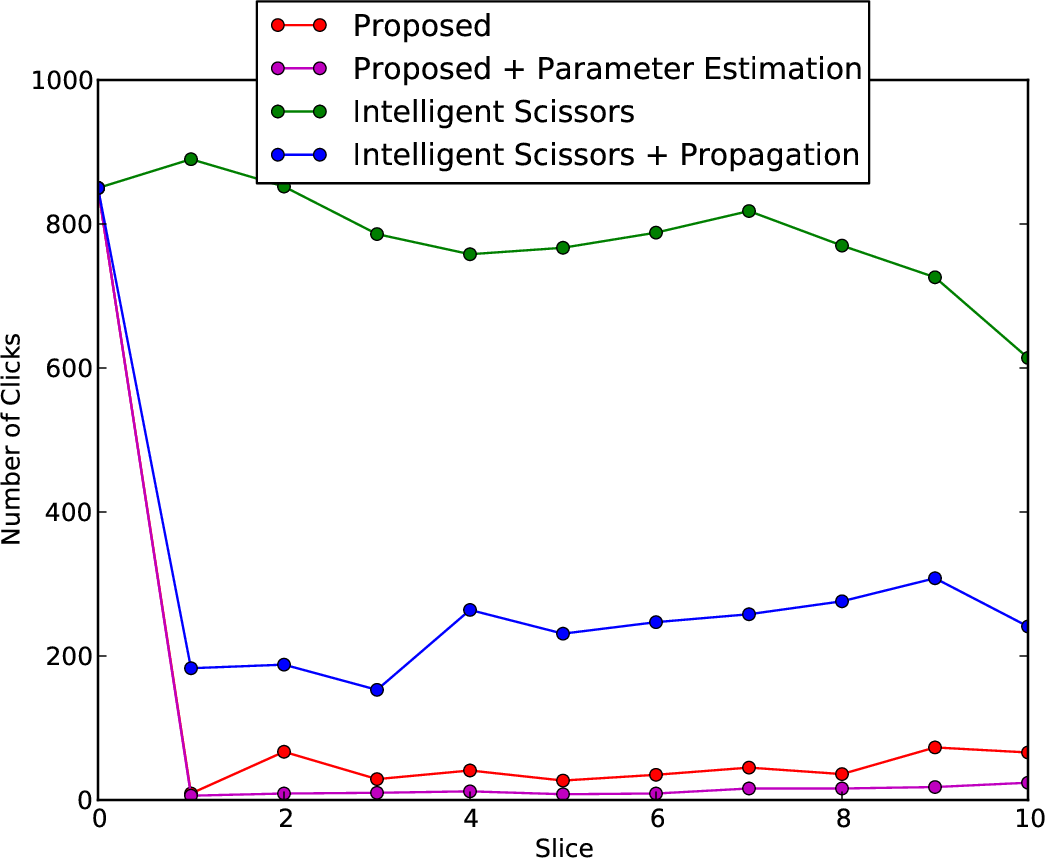 Proposed
Proposed + Parameter Estimation
Intelligent Scissors
Intelligent Scissors + Propagation
1000
800
600
400
200
0
Number of Clicks
0 2 4 6 8 10
Slice